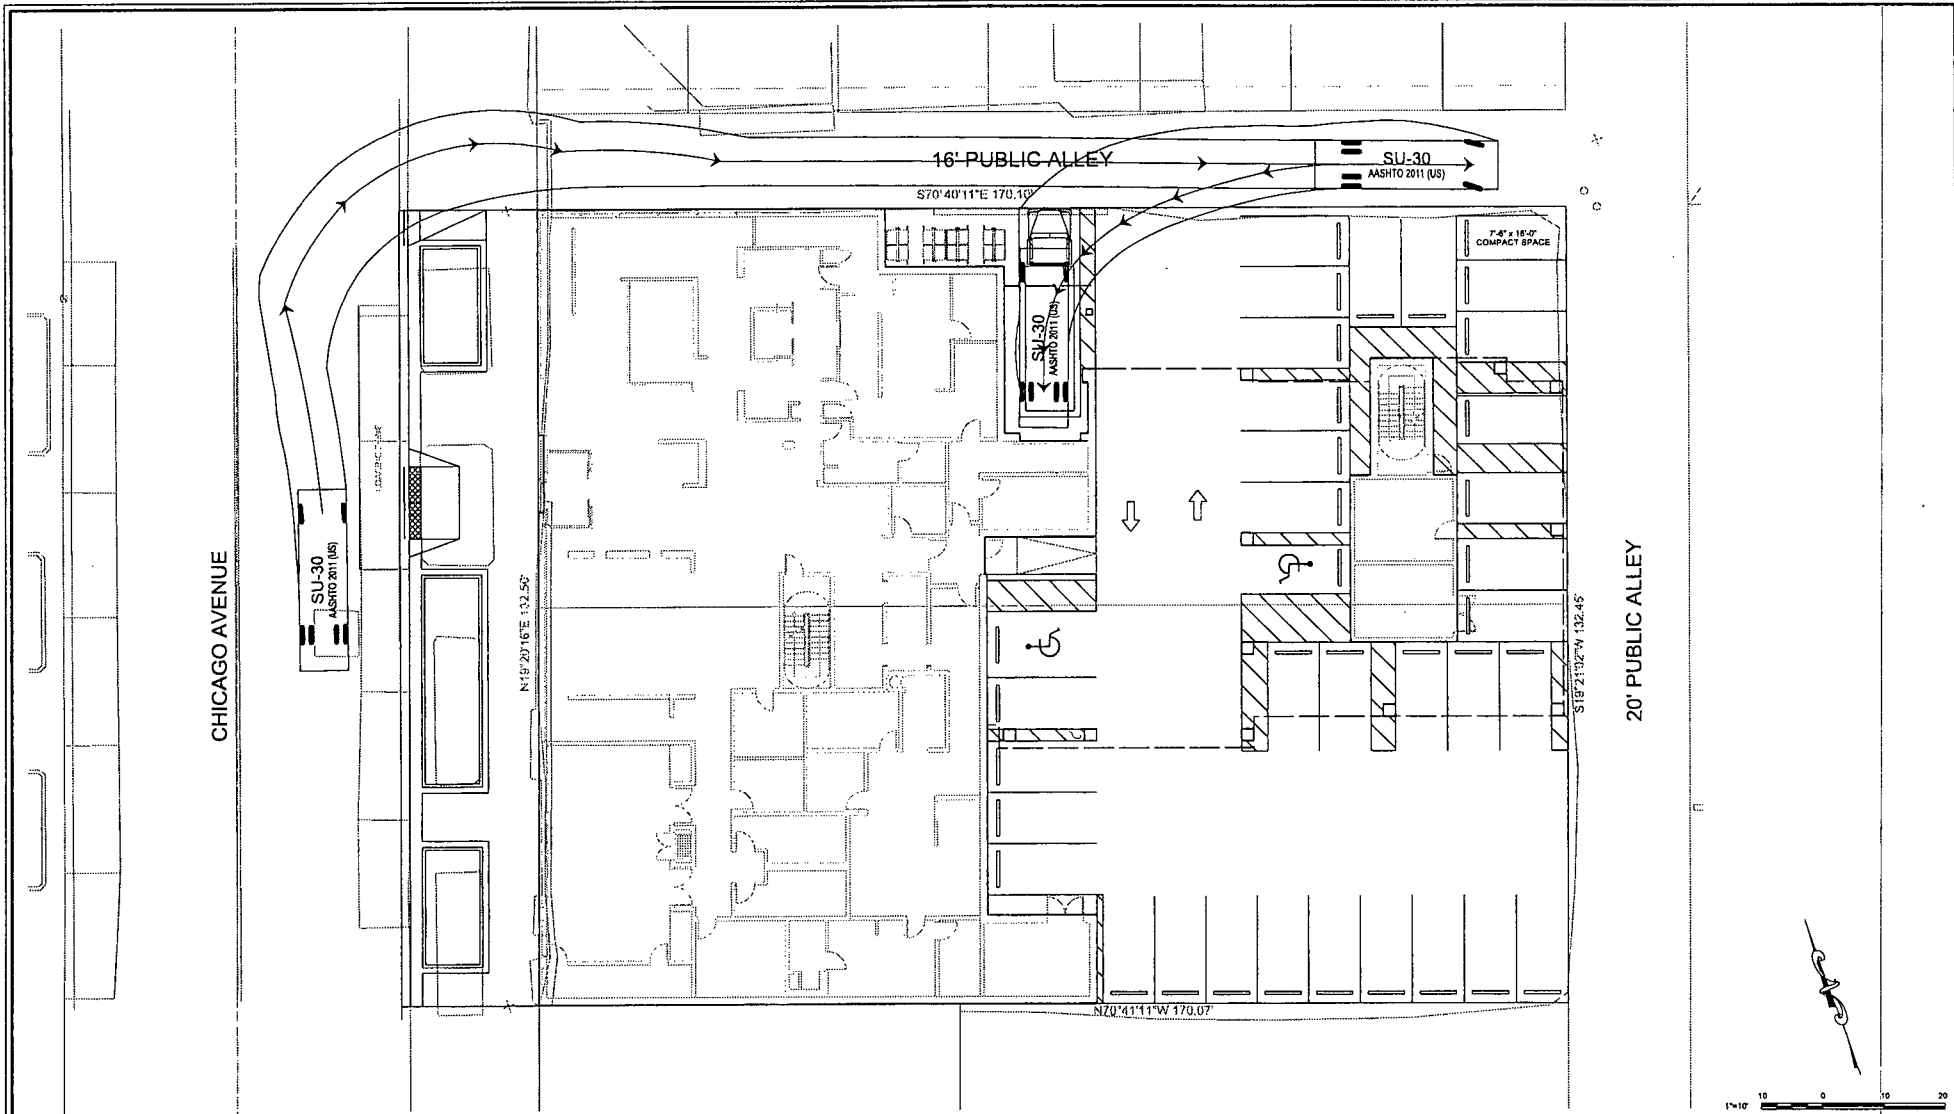 16' PUBLIC ALLEY
SU-30
AASHTO 2011 (US)
S70°40'11"E 170.10'
7'-6" x 16'-0"
COMPACT SPACE
SU-30
AASHTO 2011 (US)
SU-30
AASHTO 2011 (US)
CHICAGO AVENUE
N19°20'16"E 132.50'
S19°21'02"W 132.45'
20' PUBLIC ALLEY
N70°41'11"W 170.07'
1"=10'
10 0 10 20